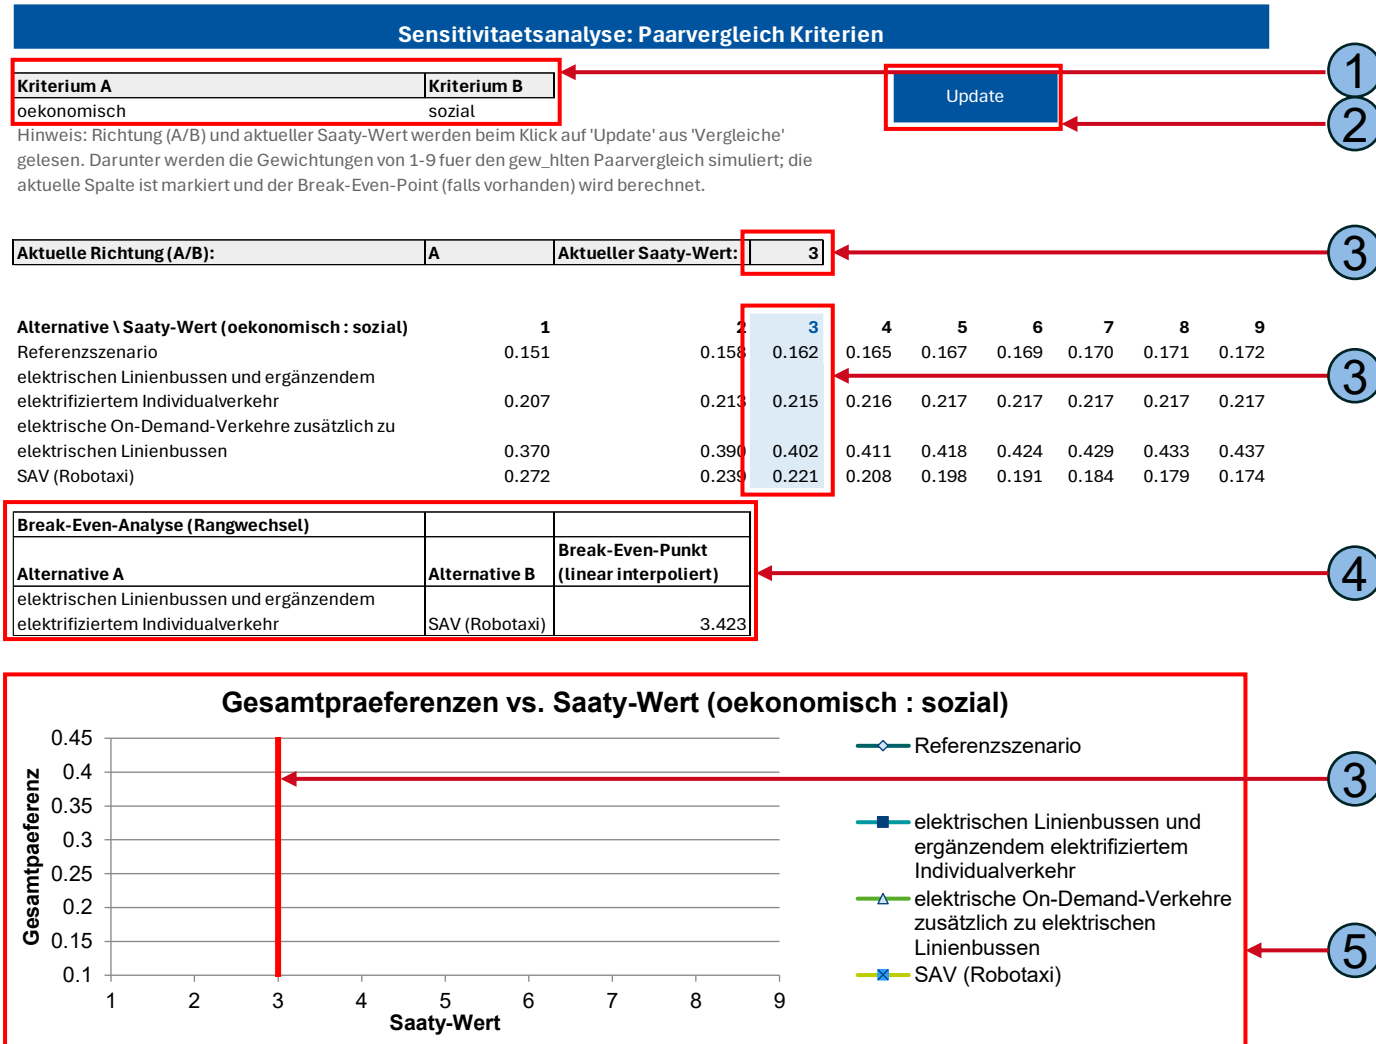 Sensitivitaetsanalyse: Paarvergleich Kriterien
1
Kriterium A Kriterium B
Update
oekonomisch sozial
2
Hinweis: Richtung (A/B) und aktueller Saaty-Wert werden beim Klick auf 'Update' aus 'Vergleiche'
gelesen. Darunter werden die Gewichtungen von 1-9 fuer den gew_hlten Paarvergleich simuliert; die
aktuelle Spalte ist markiert und der Break-Even-Point (falls vorhanden) wird berechnet.
Aktuelle Richtung (A/B): A Aktueller Saaty-Wert: 3
3
Alternative \ Saaty-Wert (oekonomisch : sozial) 1 2 3 4 5 6 7 8 9
Referenzszenario 0.151 0.158 0.162 0.165 0.167 0.169 0.170 0.171 0.172
3
elektrischen Linienbussen und ergänzendem
elektrifiziertem Individualverkehr 0.207 0.213 0.215 0.216 0.217 0.217 0.217 0.217 0.217
elektrische On-Demand-Verkehre zusätzlich zu
elektrischen Linienbussen 0.370 0.390 0.402 0.411 0.418 0.424 0.429 0.433 0.437
SAV (Robotaxi) 0.272 0.239 0.221 0.208 0.198 0.191 0.184 0.179 0.174
Break-Even-Analyse (Rangwechsel)
Break-Even-Punkt
Alternative A Alternative B (linear interpoliert)
4
elektrischen Linienbussen und ergänzendem
elektrifiziertem Individualverkehr SAV (Robotaxi) 3.423
Gesamtpraeferenzen vs. Saaty-Wert (oekonomisch : sozial)
Gesamtpaeferenz
0.45
0.4
0.35
0.3
0.25
0.2
0.15
0.1
1 2 3 4 5 6 7 8 9
Saaty-Wert
Referenzszenario
3
elektrischen Linienbussen und
ergänzendem elektrifiziertem
Individualverkehr
elektrische On-Demand-Verkehre
zusätzlich zu elektrischen
Linienbussen
5
SAV (Robotaxi)